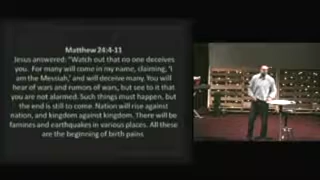 Matthew 24:4-11
Jesus answered: "Watch out that no one deceives
you. For many will come in my name, claiming, 'I
am the Messiah,' and will deceive many. You will
hear of wars and rumors of wars, but see to it that
you are not alarmed. Such things must happen, but
the end is still to come. Nation will rise against
nation, and kingdom against kingdom. There will be
famines and earthquakes in various places. All these
are the beginning of birth pains